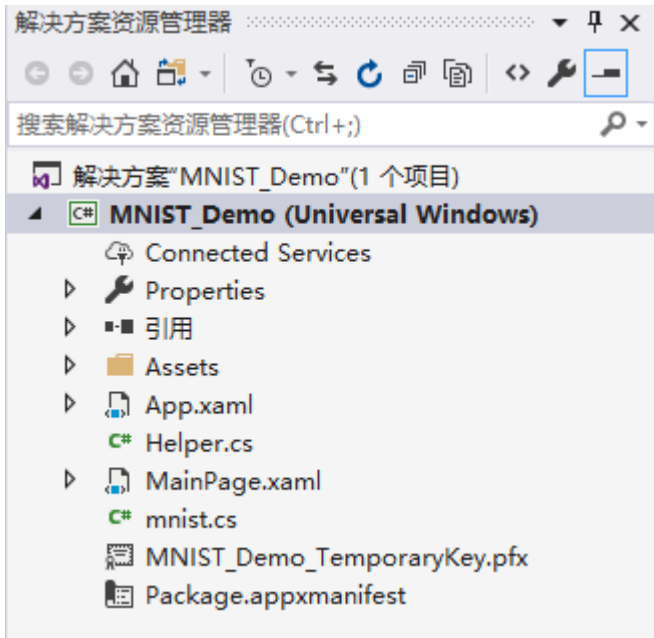 解决方案资源管理器
搜索解决方案资源管理器(Ctrl+;)
解决方案"MNIST_Demo"(1 个项目)
C# MNIST_Demo (Universal Windows)
Connected Services
Properties
引用
Assets
App.xaml
C# Helper.cs
MainPage.xaml
C# mnist.cs
MNIST_Demo_TemporaryKey.pfx
Package.appxmanifest